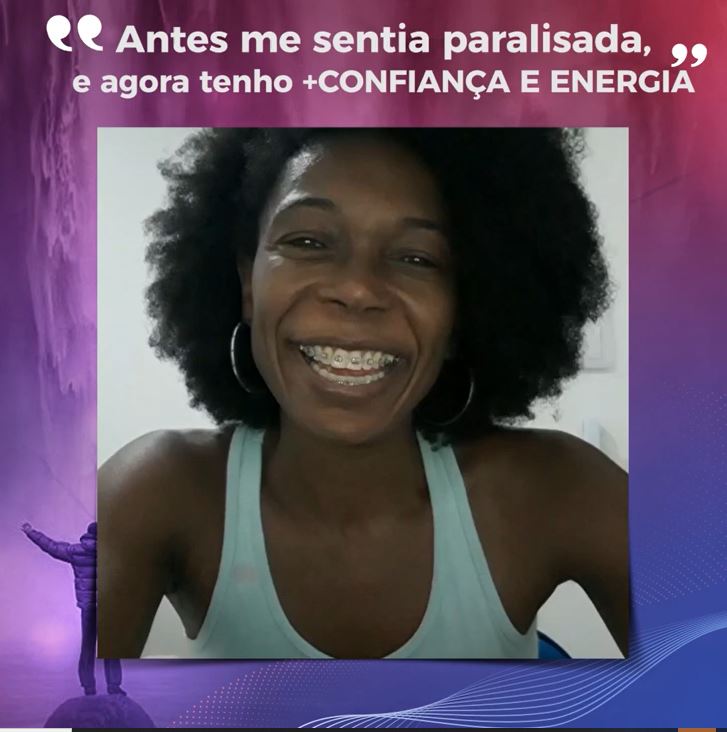 “ Antes me sentia paralisada,
e agora tenho +CONFIANÇA E ENERGIA ”